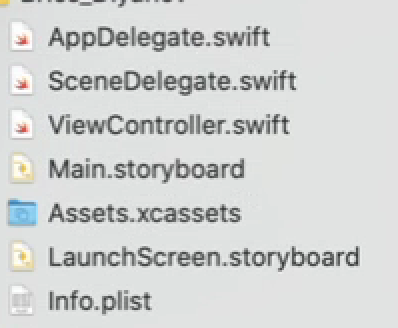 AppDelegate.swift
SceneDelegate.swift
ViewController.swift
Main.storyboard
Assets.xcassets
LaunchScreen.storyboard
Info.plist